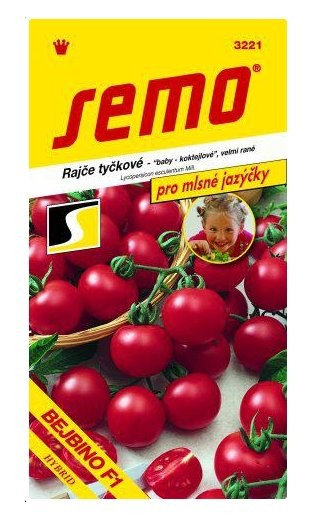 3221
semo®
Rajče tyčkové - "baby - koktejlové", velmi rané
Lycopersicon esculentum Mill.
pro mlsné jazýčky
S
BEJBINO F1
HYBRID